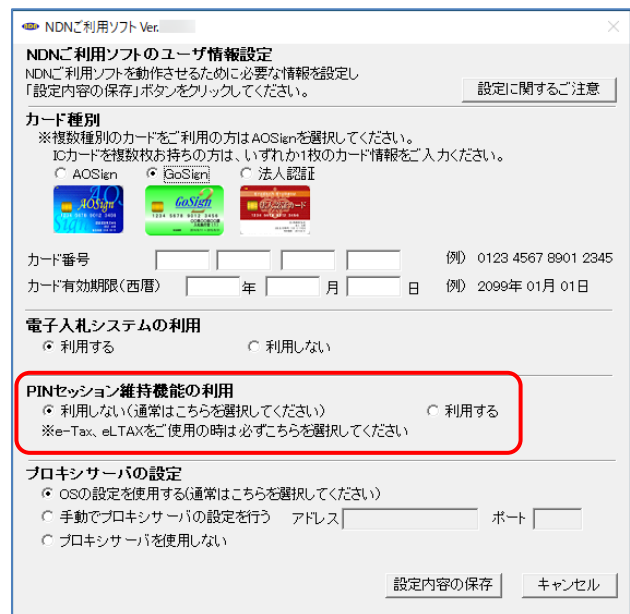 NDNご利用ソフト Ver.
NDNご利用ソフトのユーザ情報設定
NDNご利用ソフトを動作させるために必要な情報を設定し
「設定内容の保存」ボタンをクリックしてください。
設定に関するご注意
カード種別
※複数種別のカードをご利用の方はAOSignを選択してください。
ICカードを複数枚お持ちの方は、いずれか1枚のカード情報をご入力ください。
AOSign GoSign 法人認証
AOSign GoSign
カード番号 例) 0123 4567 8901 2345
カード有効期限(西暦) 年 月 日 例) 2099年 01月 01日
電子入札システムの利用
利用する 利用しない
PINセッション維持機能の利用
利用しない(通常はこちらを選択してください) 利用する
※e-Tax、eLTAXをご使用の時は必ずこちらを選択してください
プロキシサーバの設定
OSの設定を使用する(通常はこちらを選択してください)
手動でプロキシサーバの設定を行う アドレス ポート
プロキシサーバを使用しない
設定内容の保存 キャンセル